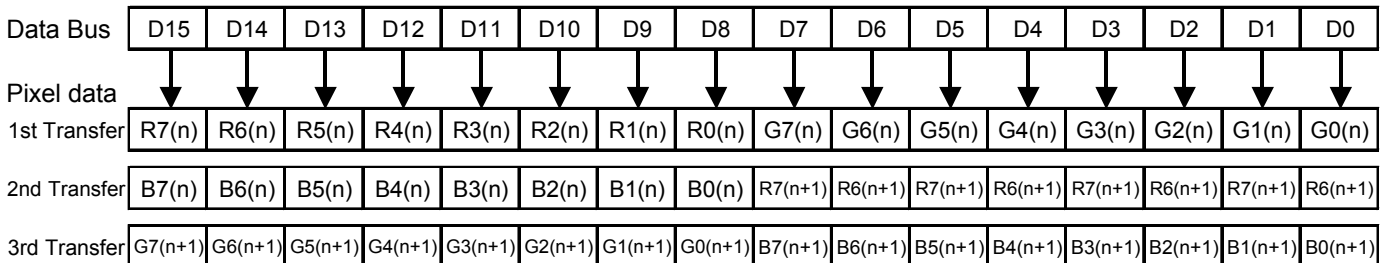 Data Bus D15 D14 D13 D12 D11 D10 D9 D8 D7 D6 D5 D4 D3 D2 D1 D0
Pixel data
1st Transfer R7(n) R6(n) R5(n) R4(n) R3(n) R2(n) R1(n) R0(n) G7(n) G6(n) G5(n) G4(n) G3(n) G2(n) G1(n) G0(n)
2nd Transfer B7(n) B6(n) B5(n) B4(n) B3(n) B2(n) B1(n) B0(n) R7(n+1) R6(n+1) R7(n+1) R6(n+1) R7(n+1) R6(n+1) R7(n+1) R6(n+1)
3rd Transfer G7(n+1) G6(n+1) G5(n+1) G4(n+1) G3(n+1) G2(n+1) G1(n+1) G0(n+1) B7(n+1) B6(n+1) B5(n+1) B4(n+1) B3(n+1) B2(n+1) B1(n+1) B0(n+1)